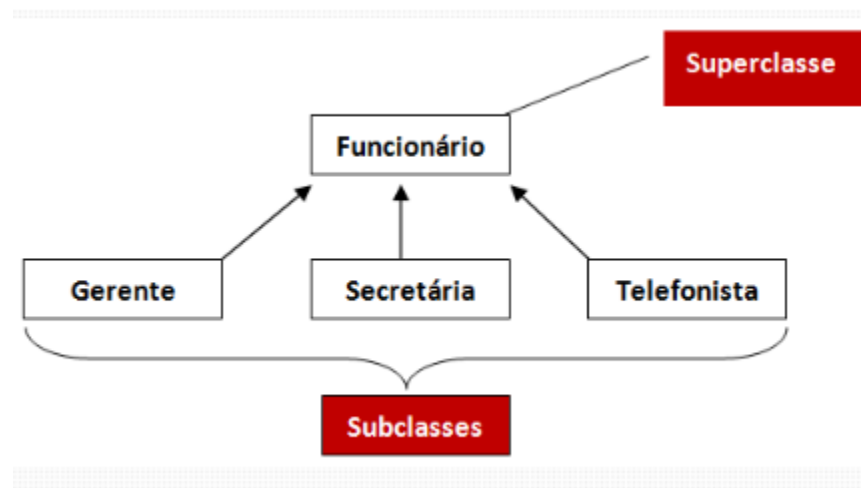 Superclasse
Funcionário
Gerente
Secretária
Telefonista
Subclasses